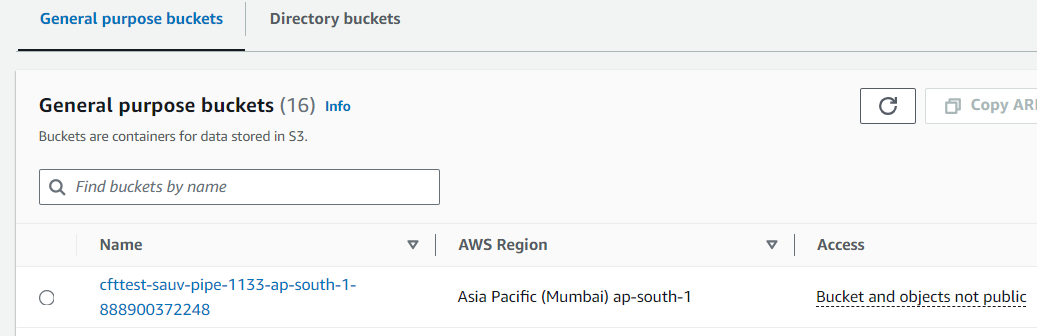 General purpose buckets Directory buckets
General purpose buckets (16) Info
Copy AR
Buckets are containers for data stored in S3.
Find buckets by name
Name AWS Region Access
cfttest-sauv-pipe-1133-ap-south-1-
888900372248
Asia Pacific (Mumbai) ap-south-1
Bucket and objects not public